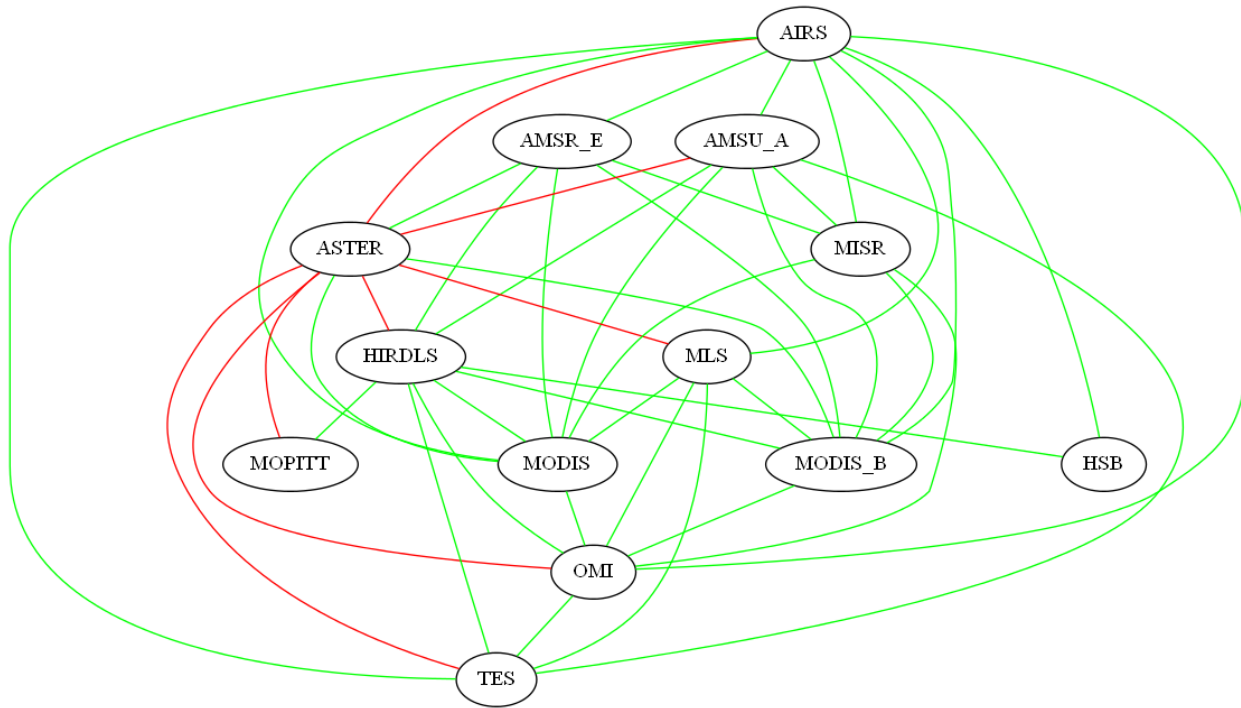 AIRS
AMSR_E
AMSU_A
ASTER
MISR
HIRDLS
MLS
MOPITT
MODIS
MODIS_B
HSB
OMI
TES